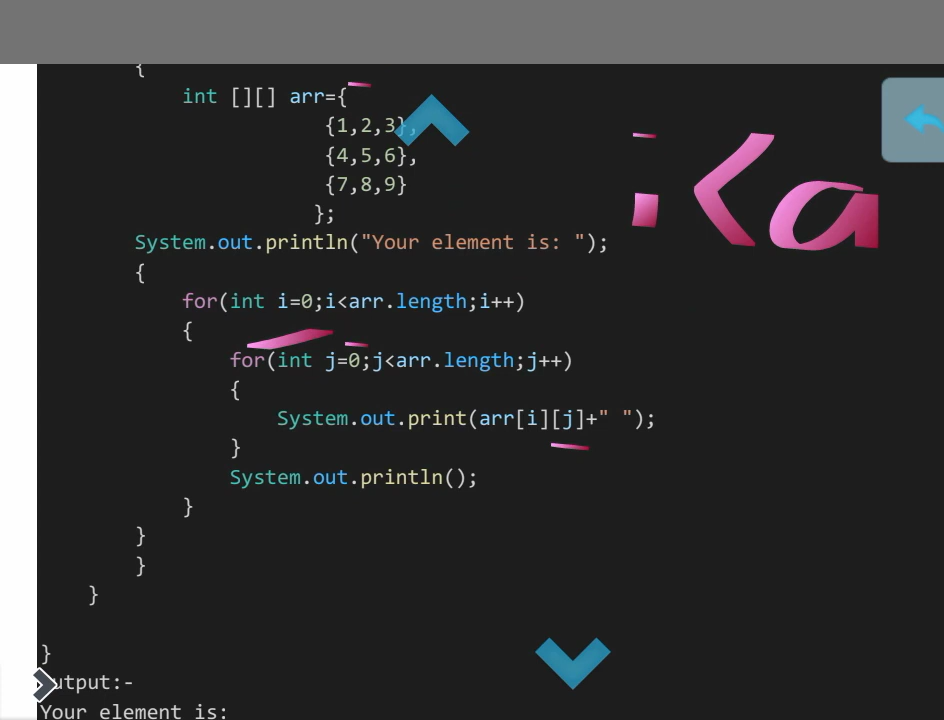 {
int [][] arr={
{1,2,3},
{4,5,6},
{7,8,9}
};
System.out.println("Your element is: ");
{
for(int i=0;i<arr.length;i++)
{
for(int j=0;j<arr.length;j++)
{
System.out.print(arr[i][j]+" ");
}
System.out.println();
}
}
}
}
}
utput:-
Your element is: